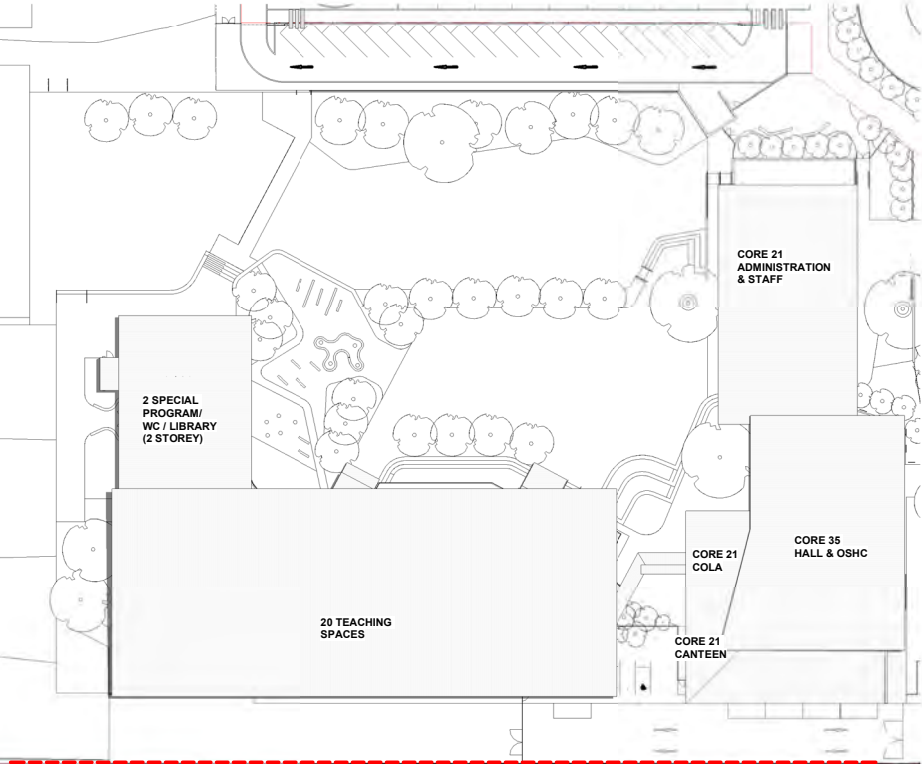 CORE 21
ADMINISTRATION
& STAFF
2 SPECIAL
PROGRAM/
WC / LIBRARY
(2 STOREY)
CORE 35
HALL & OSHC
CORE 21
COLA
20 TEACHING
SPACES
CORE 21
CANTEEN